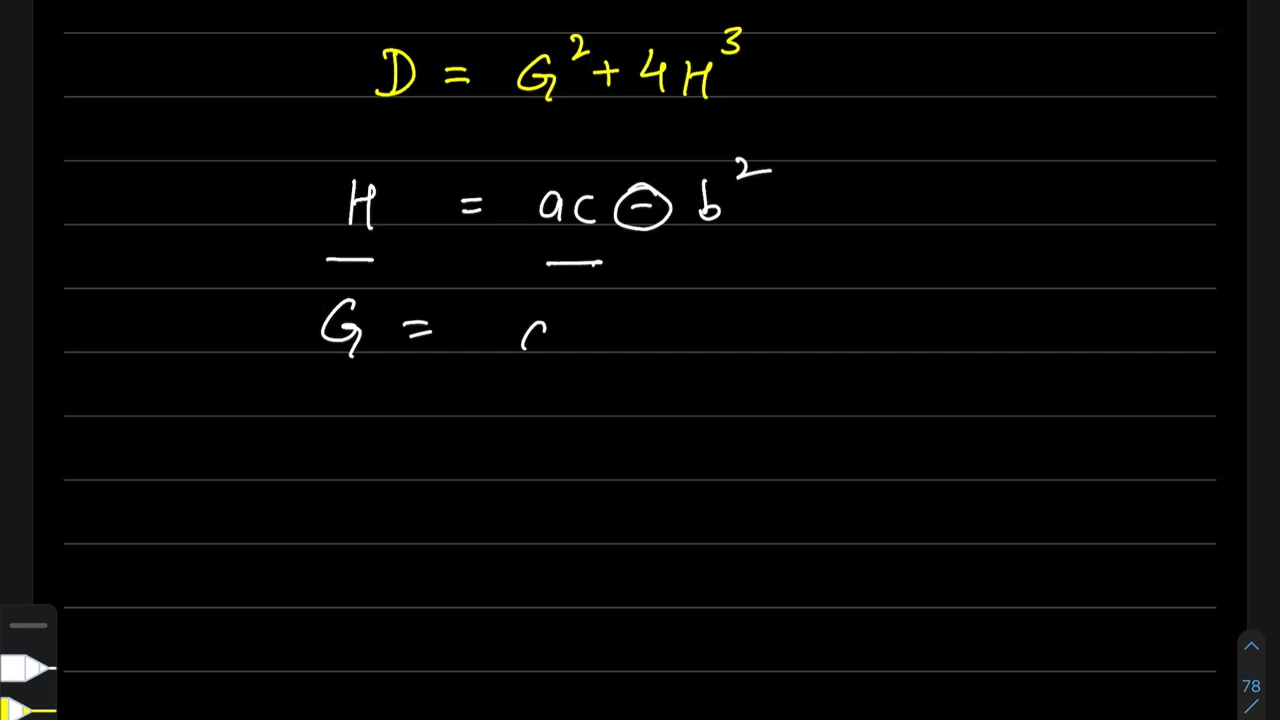 D = G² + 4H³
H = ac - b²
G =
78